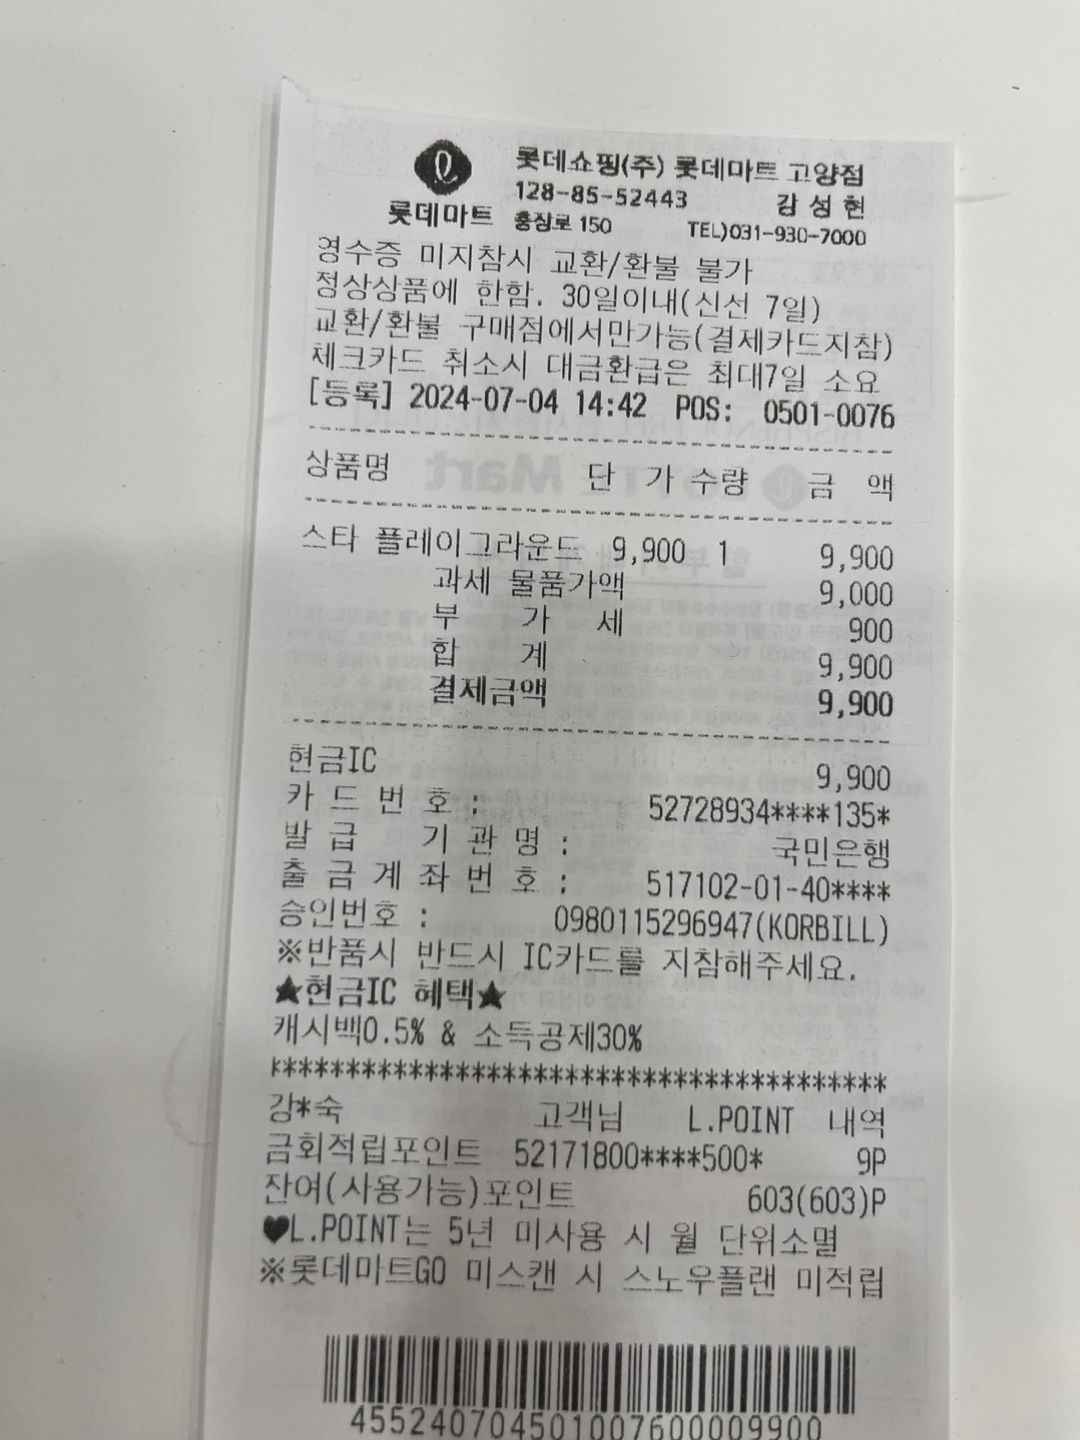 롯데쇼핑(주) 롯데마트 고양점
128-85-52443 강 성 현
롯데마트 충장로 150 TEL)031-930-7000
영수증 미지참시 교환/환불 불가
정상상품에 한함. 30일이내(신선 7일)
교환/환불 구매점에서만가능(결제카드지참)
체크카드 취소시 대금환급은 최대7일 소요
[등록] 2024-07-04 14:42 POS: 0501-0076
상품명 단 가 수량 금 액
스타 플레이그라운드 9,900 1 9,900
과세 물품가액 9,000
부 가 세 900
합 계 9,900
결제금액 9,900
현금IC 9,900
카 드 번 호 : 52728934****135*
발 급 기 관 명 : 국민은행
출 금 계 좌 번 호 : 517102-01-40****
승인번호 : 0980115296947(KORBILL)
※반품시 반드시 IC카드를 지참해주세요.
★현금IC 혜택★
캐시백0.5% & 소득공제30%
******************************************
강*숙 고객님 L.POINT 내역
금회적립포인트 52171800****500* 9P
잔여(사용가능)포인트 603(603)P
♥L.POINT는 5년 미사용 시 월 단위소멸
※롯데마트GO 미스캔 시 스노우플랜 미적립
4552407045010076000099​00